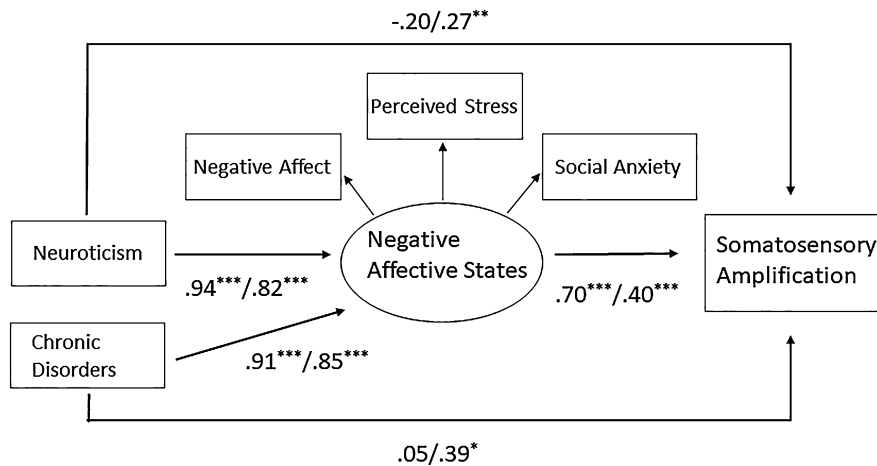 -.20/.27**
Perceived Stress
Negative Affect
Social Anxiety
Neuroticism
Negative
Affective States
Somatosensory
Amplification
.94***/.82***
.70***/.40***
Chronic
Disorders
.91***/.85***
.05/.39*